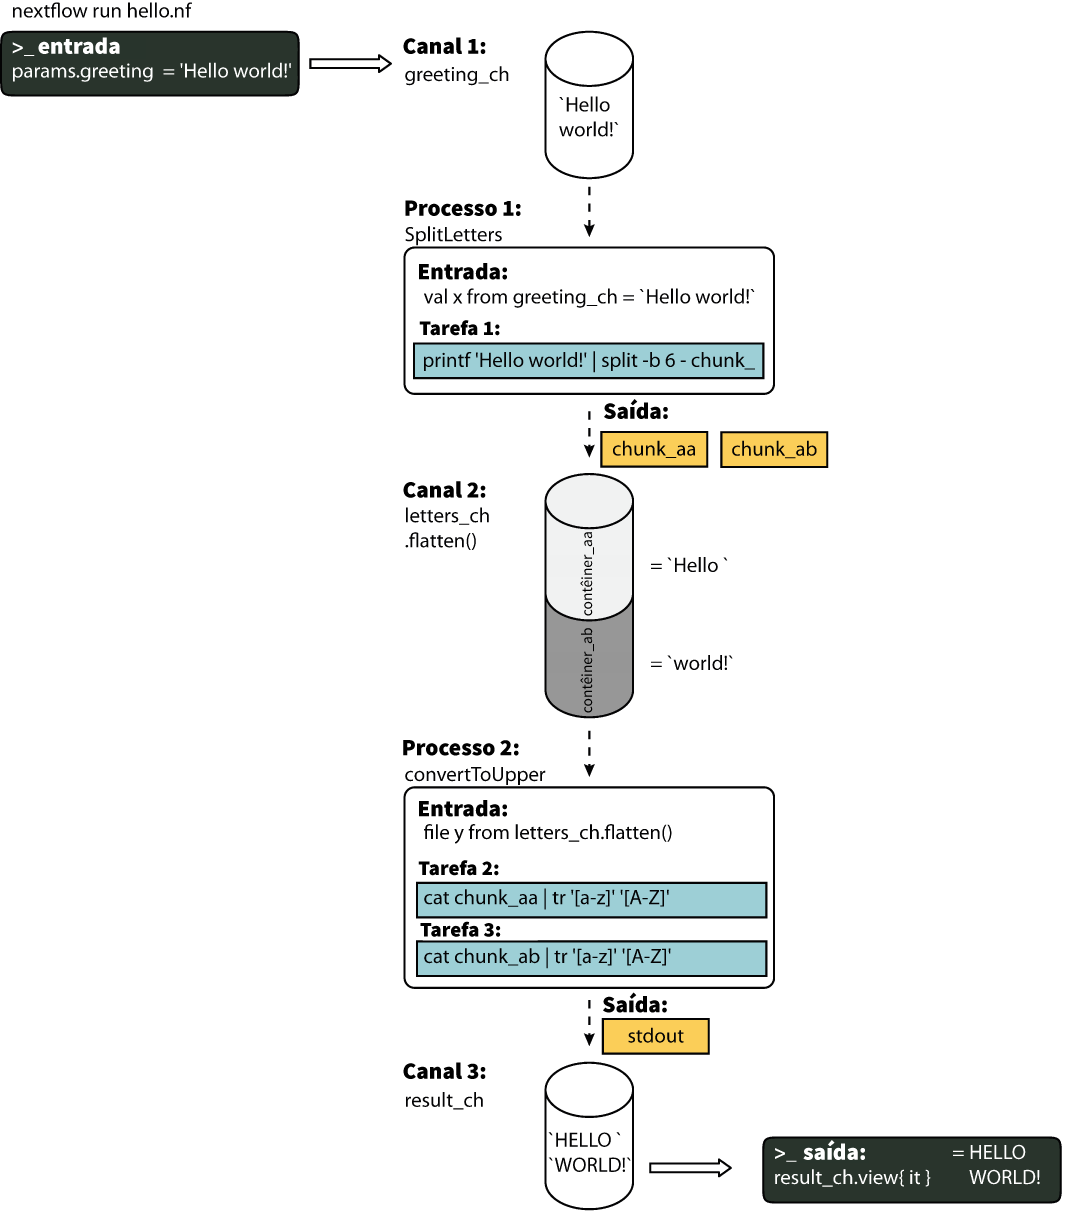 nextflow run hello.nf
>_ entrada
params.greeting = 'Hello world!'
Canal 1:
greeting_ch
`Hello
world!`
Processo 1:
SplitLetters
Entrada:
val x from greeting_ch = `Hello world!`
Tarefa 1:
printf 'Hello world!' | split -b 6 - chunk_
Saída:
chunk_aa
chunk_ab
Canal 2:
letters_ch
.flatten()
contêiner_aa
= `Hello `
contêiner_ab
= `world!`
Processo 2:
convertToUpper
Entrada:
file y from letters_ch.flatten()
Tarefa 2:
cat chunk_aa | tr '[a-z]' '[A-Z]'
Tarefa 3:
cat chunk_ab | tr '[a-z]' '[A-Z]'
Saída:
stdout
Canal 3:
result_ch
`HELLO `
`WORLD!`
>_ saída: = HELLO
result_ch.view{ it } WORLD!